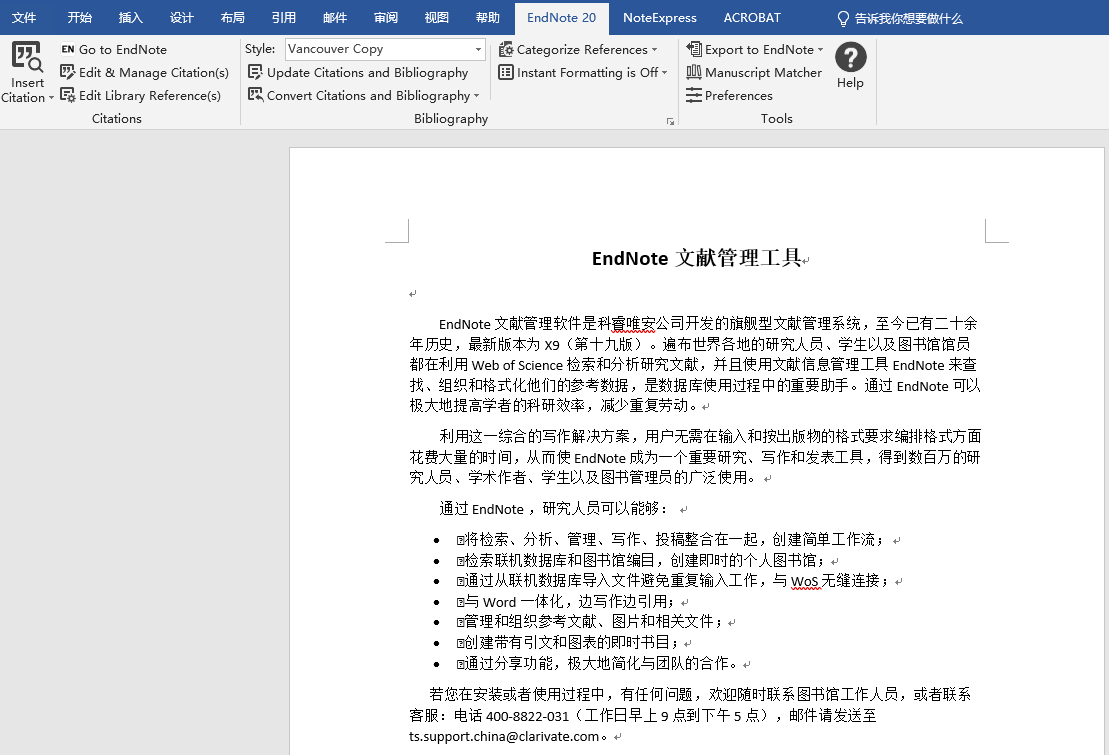 文件 开始 插入 设计 布局 引用 邮件 审阅 视图 帮助 EndNote 20 NoteExpress ACROBAT 告诉我你想要做什么
Insert Citation
EN Go to EndNote
Edit & Manage Citation(s)
Edit Library Reference(s)
Citations
Style: Vancouver Copy
Update Citations and Bibliography
Convert Citations and Bibliography
Categorize References
Instant Formatting is Off
Bibliography
Export to EndNote
Manuscript Matcher
Preferences
Help
Tools
EndNote 文献管理工具
EndNote 文献管理软件是科睿唯安公司开发的旗舰型文献管理系统，至今已有二十余
年历史，最新版本为 X9（第十九版）。遍布世界各地的研究人员、学生以及图书馆馆员
都在利用 Web of Science 检索和分析研究文献，并且使用文献信息管理工具 EndNote 来查
找、组织和格式化他们的参考数据，是数据库使用过程中的重要助手。通过 EndNote 可以
极大地提高学者的科研效率，减少重复劳动。
利用这一综合的写作解决方案，用户无需在输入和按出版物的格式要求编排格式方面
花费大量的时间，从而使 EndNote 成为一个重要研究、写作和发表工具，得到数百万的研
究人员、学术作者、学生以及图书管理员的广泛使用。
通过 EndNote ，研究人员可以能够：
• 将检索、分析、管理、写作、投稿整合在一起，创建简单工作流；
• 检索联机数据库和图书馆编目，创建即时的个人图书馆；
• 通过从联机数据库导入文件避免重复输入工作，与 WoS 无缝连接；
• 与 Word 一体化，边写作边引用；
• 管理和组织参考文献、图片和相关文件；
• 创建带有引文和图表的即时书目；
• 通过分享功能，极大地简化与团队的合作。
若您在安装或者使用过程中，有任何问题，欢迎随时联系图书馆工作人员，或者联系
客服：电话 400-8822-031（工作日早上 9 点到下午 5 点），邮件请发送至
ts.support.china@clarivate.com。